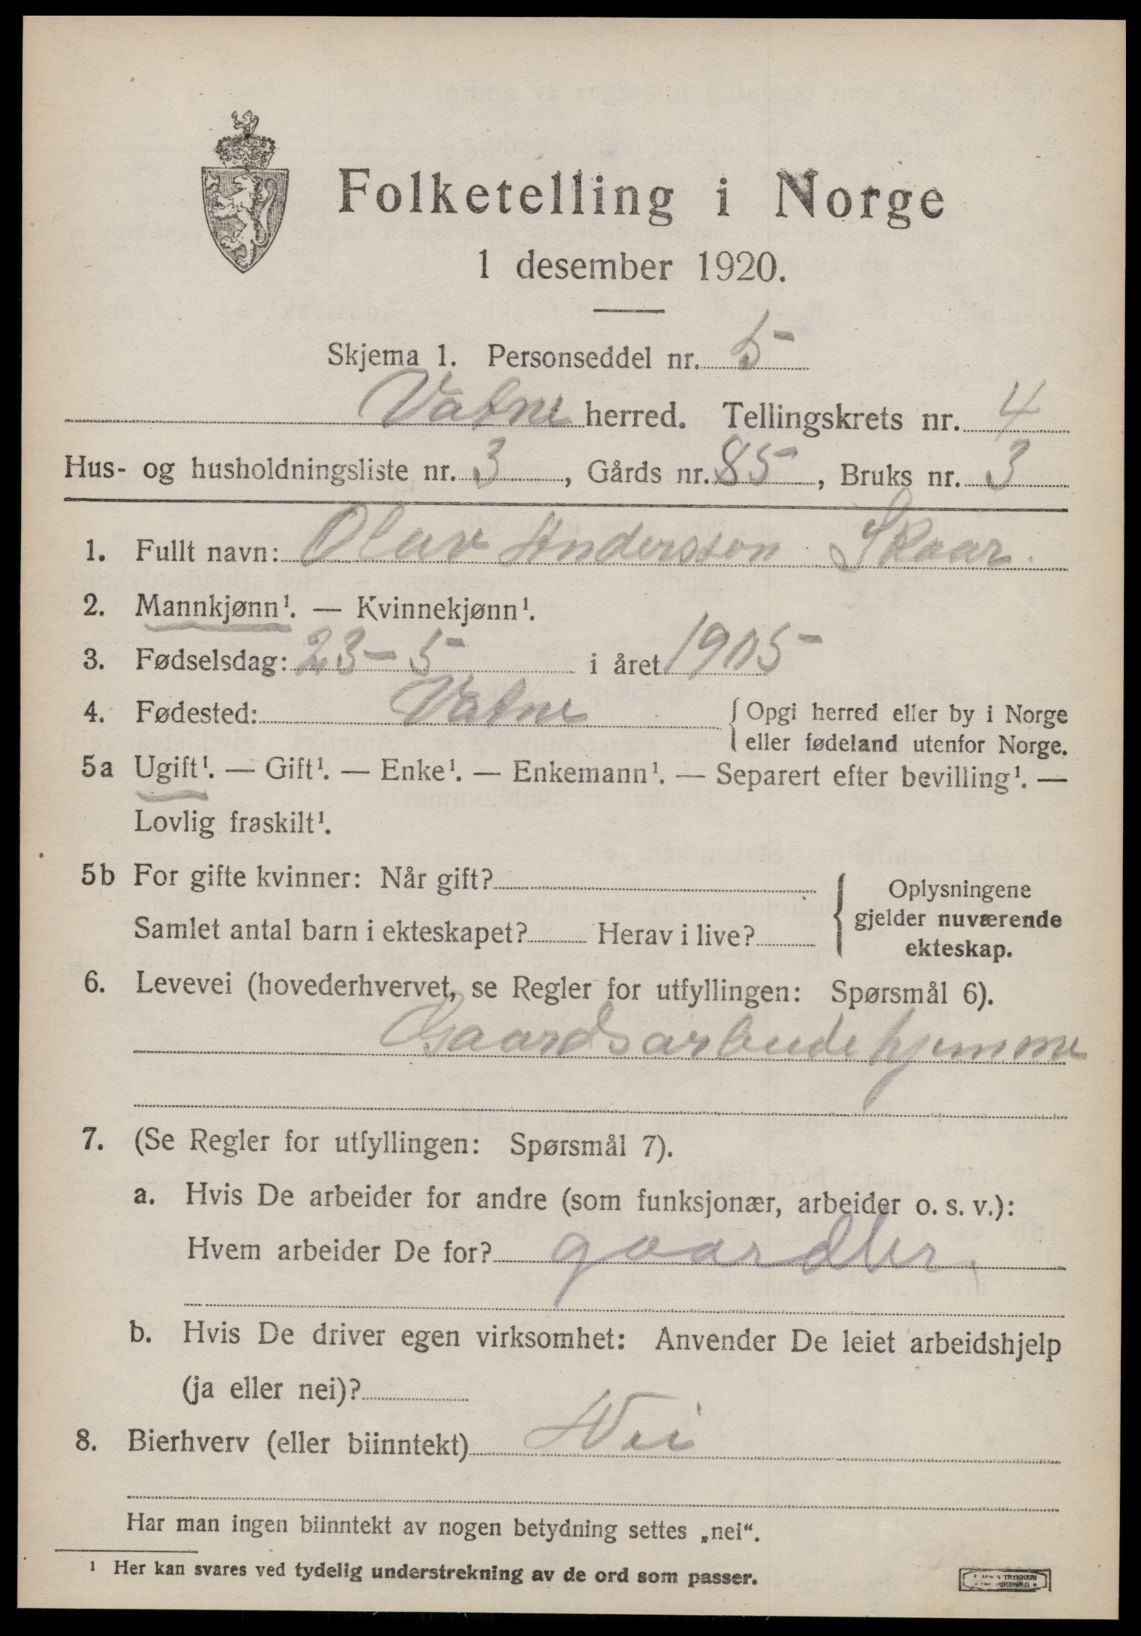 Folketelling i Norge
1 desember 1920.
Skjema 1. Personseddel nr. 5
Vatne herred. Tellingskrets nr. 4
Hus- og husholdningsliste nr. 3, Gårds nr. 85, Bruks nr. 3
1. Fullt navn: Olav Andersson Skaar.
2. Mannkjønn¹. — Kvinnekjønn¹.
3. Fødselsdag: 23-5 i året 1905
4. Fødested: Vatne {Opgi herred eller by i Norge
eller fødeland utenfor Norge.
5a Ugift¹. — Gift¹. — Enke¹. — Enkemann¹. — Separert efter bevilling¹. —
Lovlig fraskilt¹.
5b For gifte kvinner: Når gift?
Samlet antal barn i ekteskapet? Herav i live?
{ Oplysningene
gjelder nuværende
ekteskap.
6. Levevei (hovederhvervet, se Regler for utfyllingen: Spørsmål 6).
Gaardsarbeide hjemme
7. (Se Regler for utfyllingen: Spørsmål 7).
a. Hvis De arbeider for andre (som funksjonær, arbeider o. s. v.):
Hvem arbeider De for? gaardbr.
b. Hvis De driver egen virksomhet: Anvender De leiet arbeidshjelp
(ja eller nei)?
8. Bierhverv (eller biinntekt) Nei
Har man ingen biinntekt av nogen betydning settes „nei“.
¹ Her kan svares ved tydelig understrekning av de ord som passer.